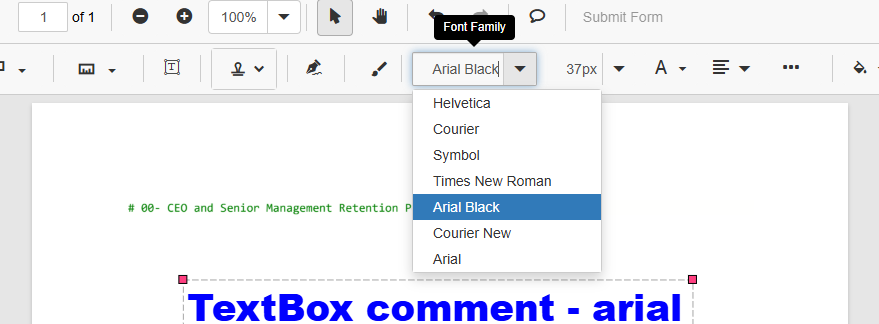 1 of 1 100% Submit Form
Font Family
Arial Black 37px A
Helvetica
Courier
Symbol
Times New Roman
Arial Black
Courier New
Arial
# 00- CEO and Senior Management Retention P
TextBox comment - arial